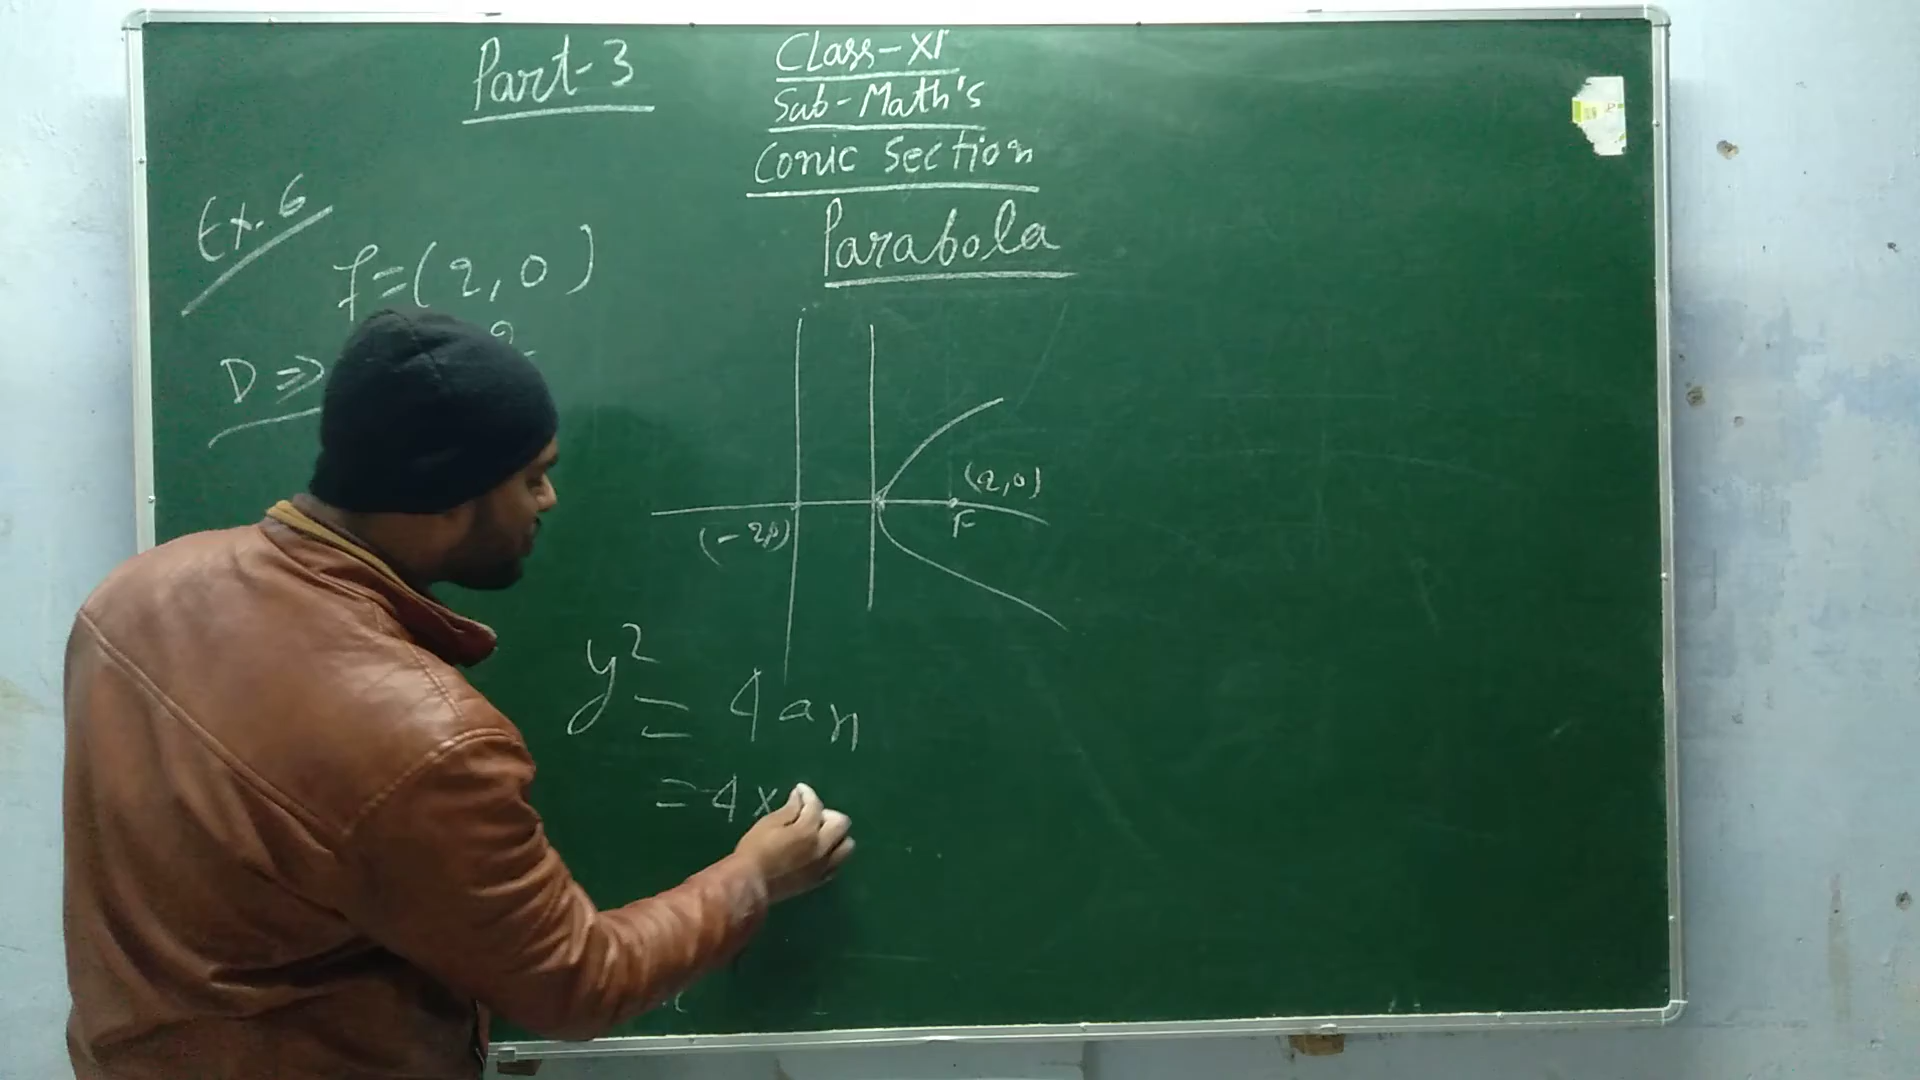 Part-3
Class-XI
Sub-Math's
Conic Section
Parabola
Ex. 6
F=(2,0)
D ⇒
2
(2,0)
F
(-2,0)
y² = 4ax
= 4x